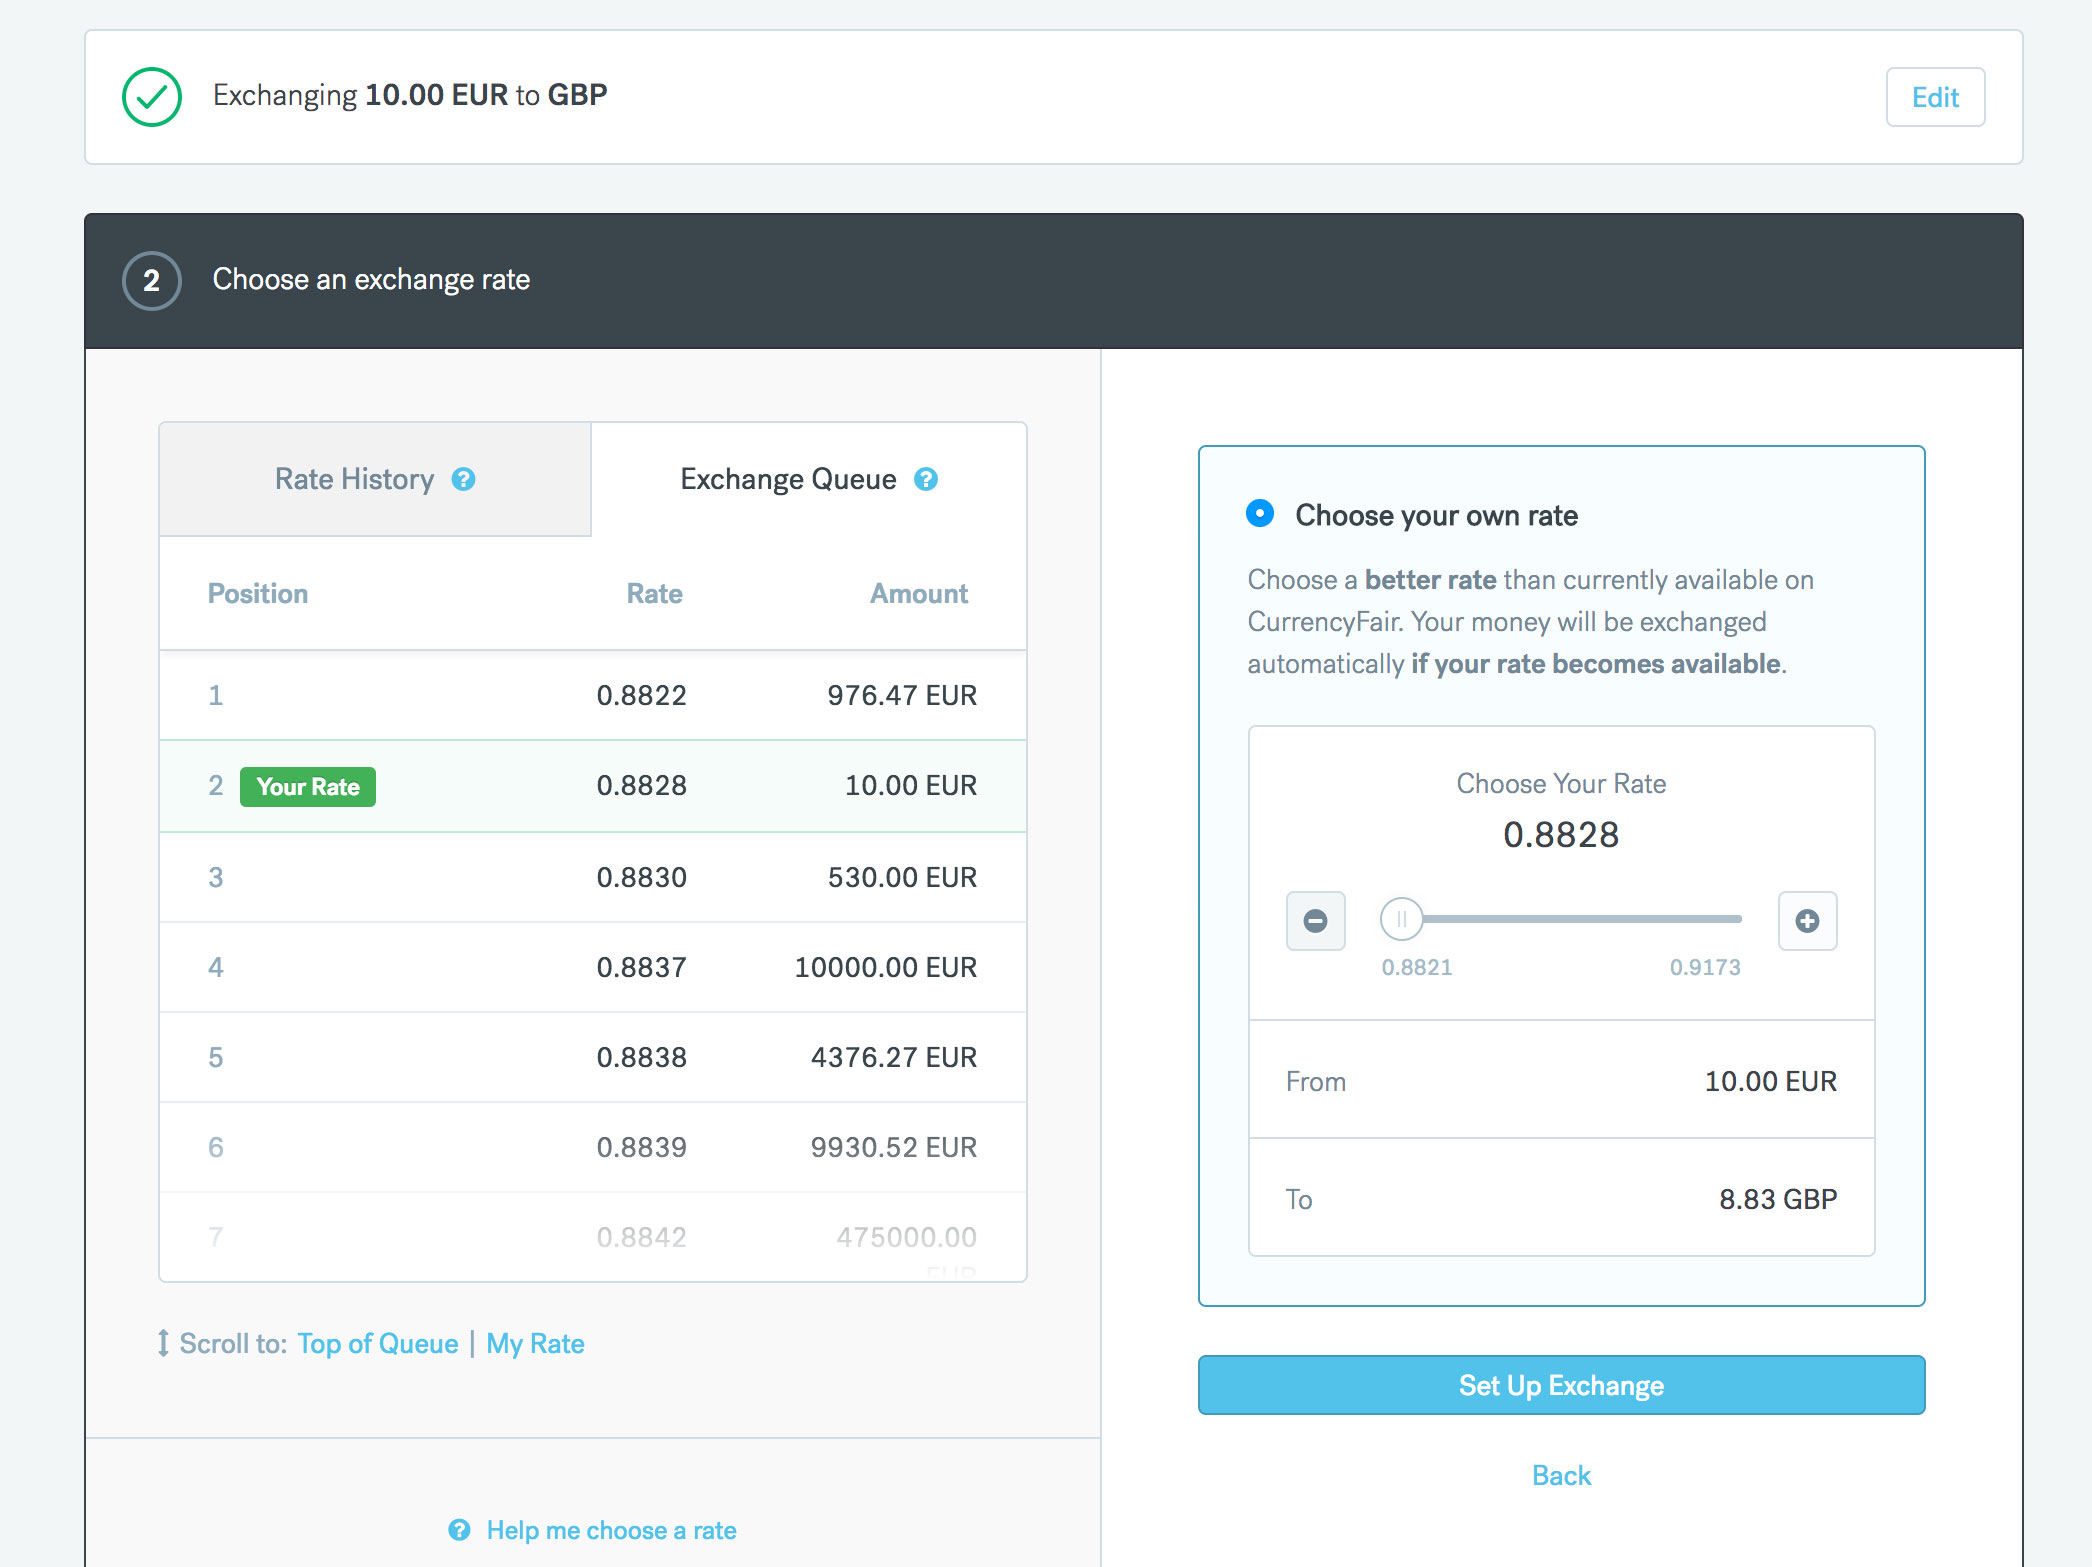 Exchanging 10.00 EUR to GBP
Edit
2
Choose an exchange rate
Rate History ?
Exchange Queue ?
Position Rate Amount
1 0.8822 976.47 EUR
2 Your Rate 0.8828 10.00 EUR
3 0.8830 530.00 EUR
4 0.8837 10000.00 EUR
5 0.8838 4376.27 EUR
6 0.8839 9930.52 EUR
7 0.8842 475000.00
EUR
Scroll to: Top of Queue | My Rate
? Help me choose a rate
Choose your own rate
Choose a better rate than currently available on
CurrencyFair. Your money will be exchanged
automatically if your rate becomes available.
Choose Your Rate
0.8828
0.8821 0.9173
From 10.00 EUR
To 8.83 GBP
Set Up Exchange
Back